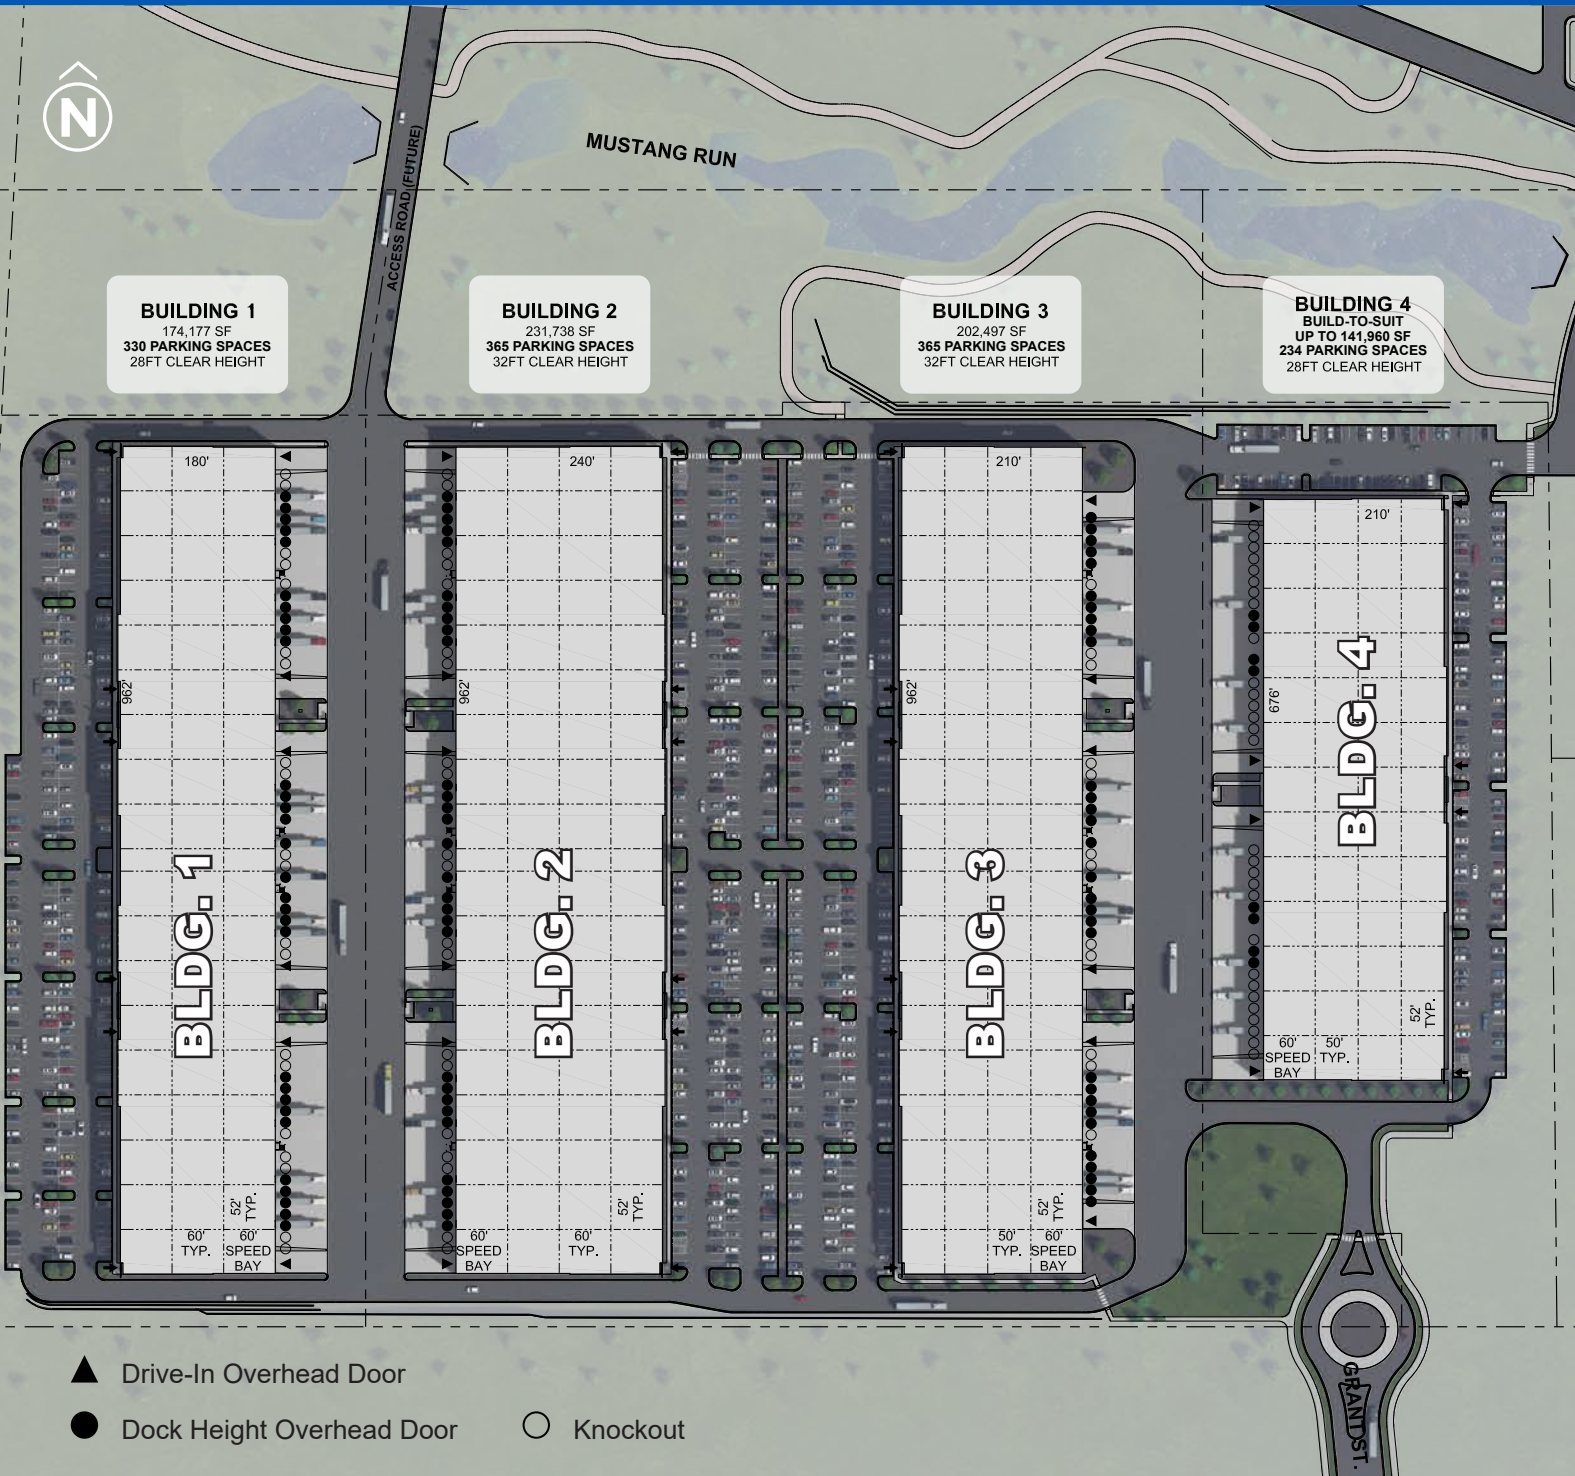 N
MUSTANG RUN
ACCESS ROAD (FUTURE)
BUILDING 1
174,177 SF
330 PARKING SPACES
28FT CLEAR HEIGHT
BUILDING 2
231,738 SF
365 PARKING SPACES
32FT CLEAR HEIGHT
BUILDING 3
202,497 SF
365 PARKING SPACES
32FT CLEAR HEIGHT
BUILDING 4
BUILD-TO-SUIT
UP TO 141,960 SF
234 PARKING SPACES
28FT CLEAR HEIGHT
180'
962'
BLDG. 1
52'
TYP.
60'
TYP.
60'
SPEED
BAY
240'
962'
BLDG. 2
52'
TYP.
60'
SPEED
BAY
60'
TYP.
210'
962'
BLDG. 3
52'
TYP.
50'
TYP.
60'
SPEED
BAY
210'
676'
BLDG. 4
52'
TYP.
60'
SPEED
BAY
50'
TYP.
GRANT ST.
Drive-In Overhead Door
Dock Height Overhead Door
Knockout